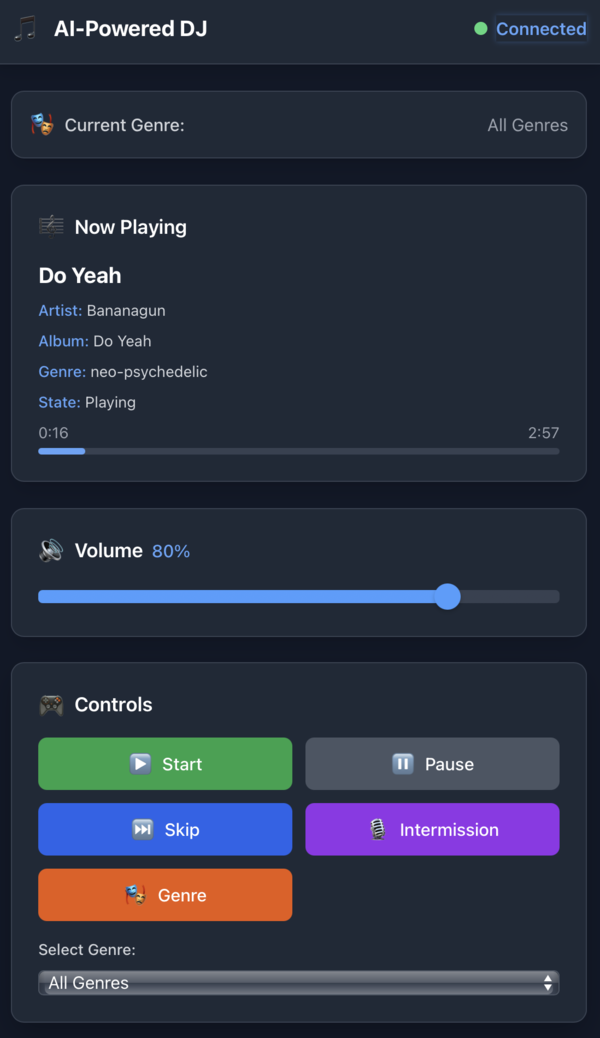 AI-Powered DJ
Connected
Current Genre:
All Genres
Now Playing
Do Yeah
Artist: Bananagun
Album: Do Yeah
Genre: neo-psychedelic
State: Playing
0:16
2:57
Volume 80%
Controls
Start
Pause
Skip
Intermission
Genre
Select Genre:
All Genres